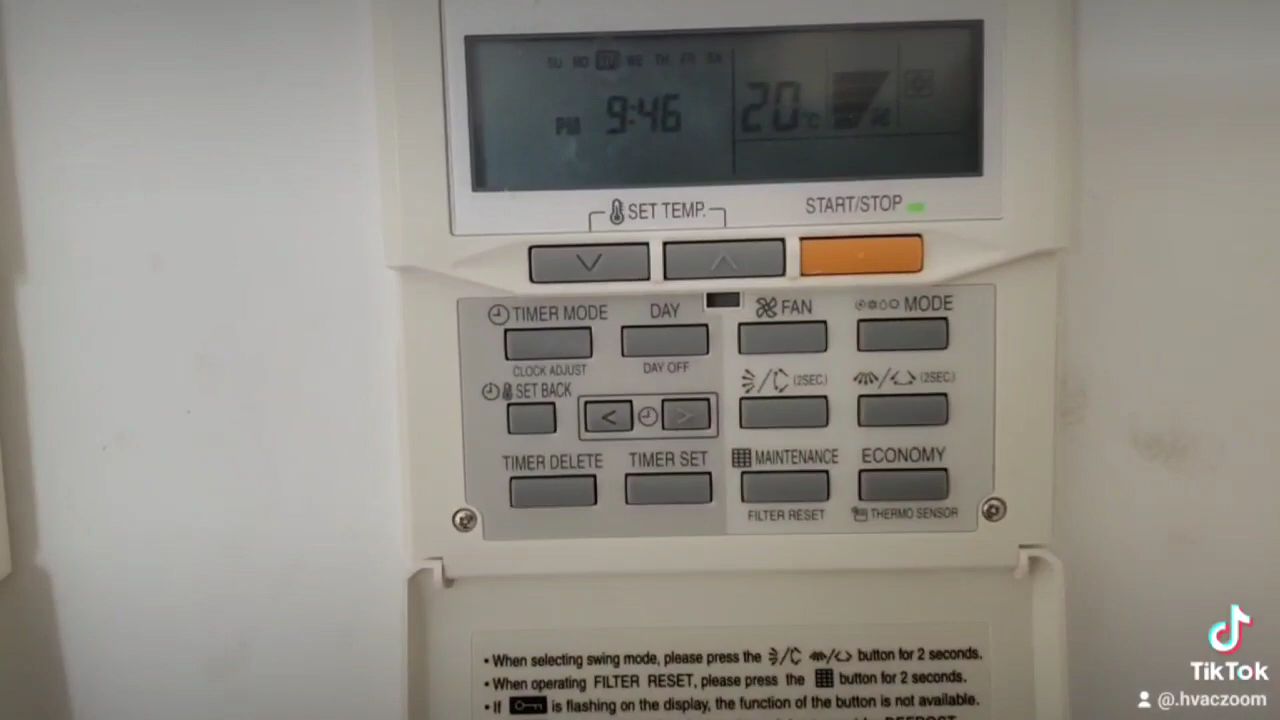 SU MO TU WE TH FR SA
PM 9:46 20°C
SET TEMP. START/STOP
TIMER MODE DAY FAN MODE
CLOCK ADJUST DAY OFF (2SEC.) (2SEC.)
SET BACK < >
TIMER DELETE TIMER SET MAINTENANCE ECONOMY
FILTER RESET THERMO SENSOR
• When selecting swing mode, please press the / / button for 2 seconds.
• When operating FILTER RESET, please press the button for 2 seconds.
• If is flashing on the display, the function of the button is not available.
TikTok
@.hvaczoom